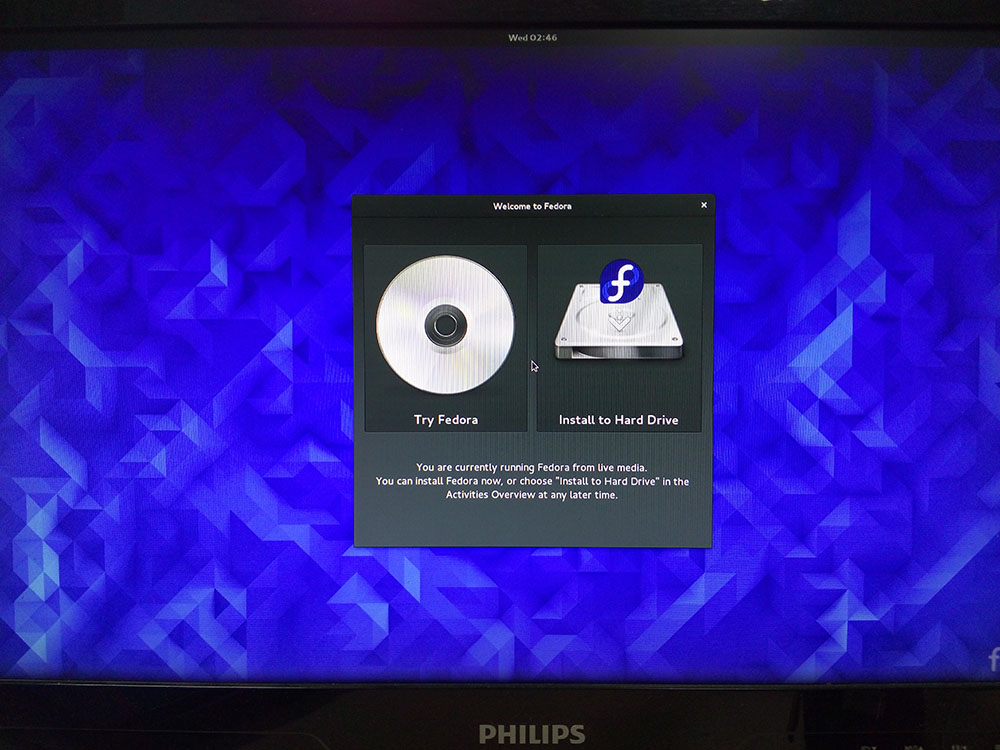 Wed 02:46
Welcome to Fedora
Try Fedora
Install to Hard Drive
You are currently running Fedora from live media.
You can install Fedora now, or choose "Install to Hard Drive" in the
Activities Overview at any later time.
f
PHILIPS